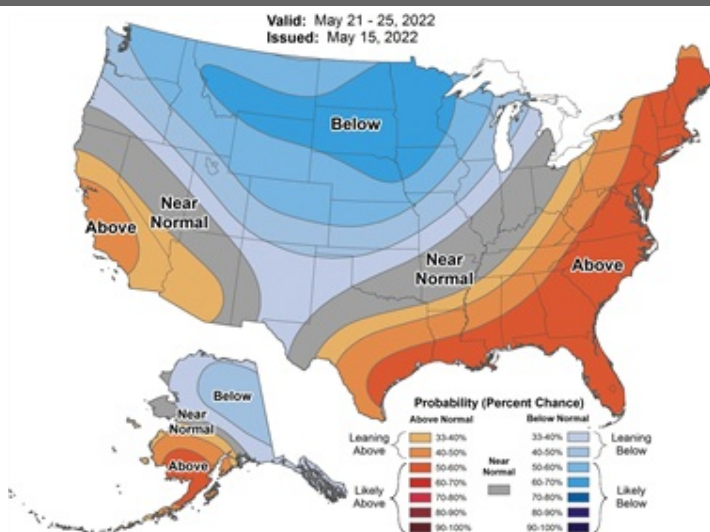 Valid: May 21 - 25, 2022
Issued: May 15, 2022
Below
Near
Normal
Above
Near
Normal
Above
Below
Near
Normal
Above
Probability (Percent Chance)
Above Normal
Below Normal
Leaning
Above
33-40%
40-50%
50-60%
60-70%
70-80%
80-90%
90-100%
Likely
Above
Near
Normal
33-40%
40-50%
50-60%
60-70%
70-80%
80-90%
90-100%
Leaning
Below
Likely
Below